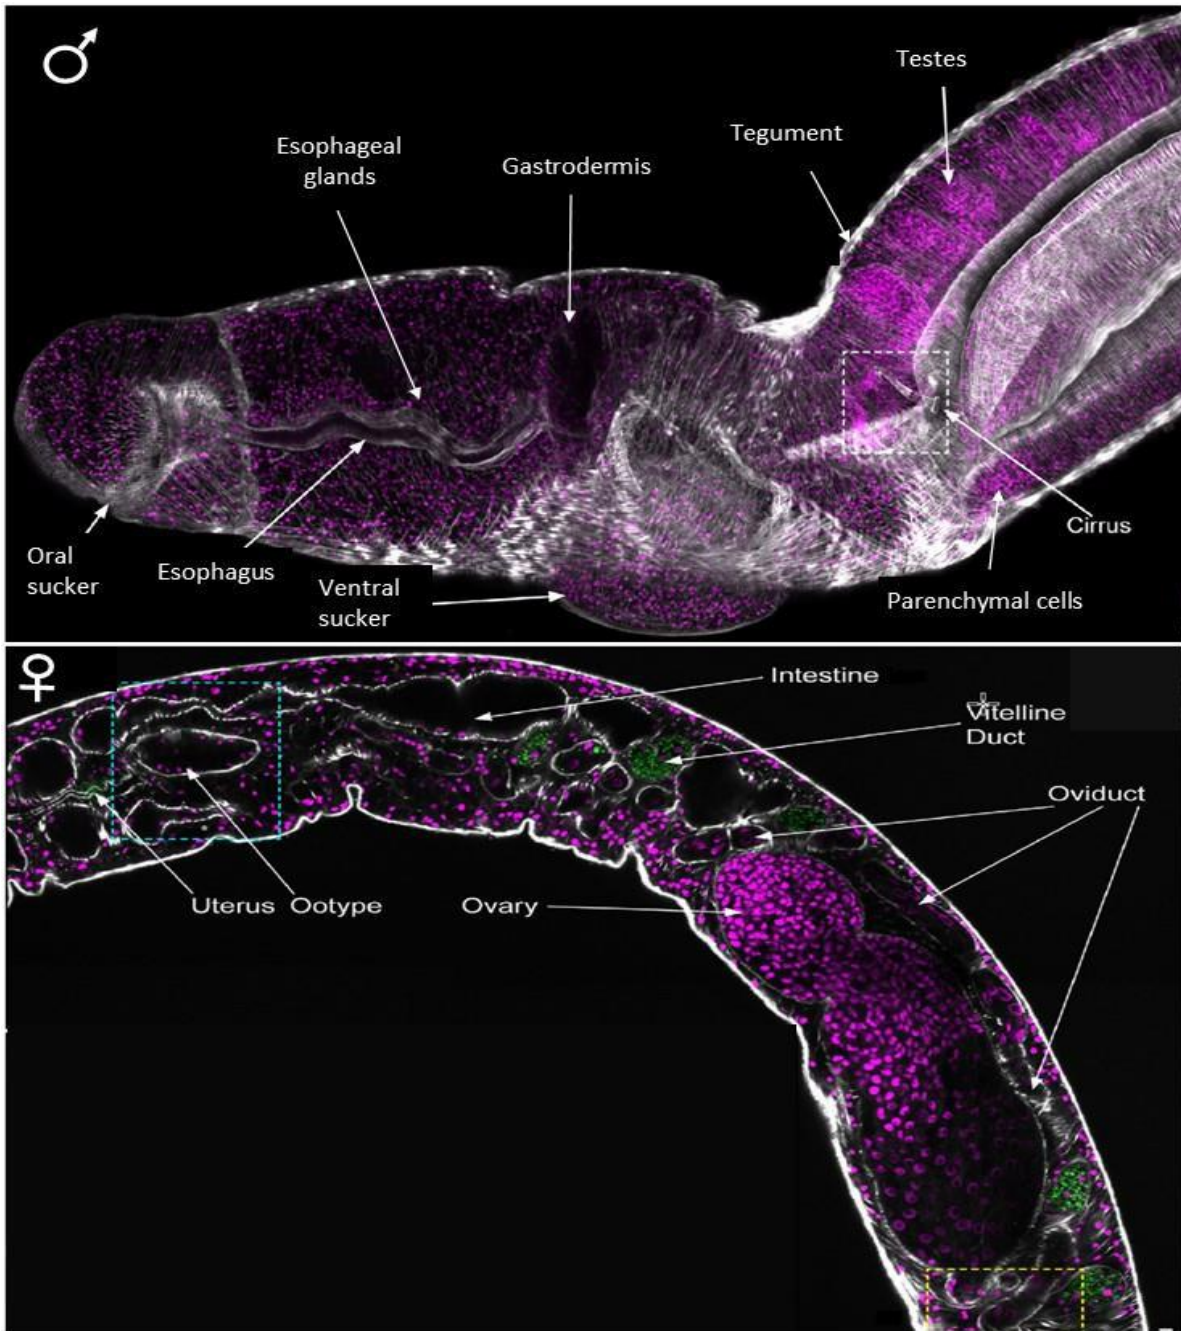 ♂
Testes
Tegument
Esophageal
glands
Gastrodermis
Oral
sucker
Esophagus
Ventral
sucker
Cirrus
Parenchymal cells
♀
Intestine
Vitelline
Duct
Oviduct
Uterus Ootype
Ovary